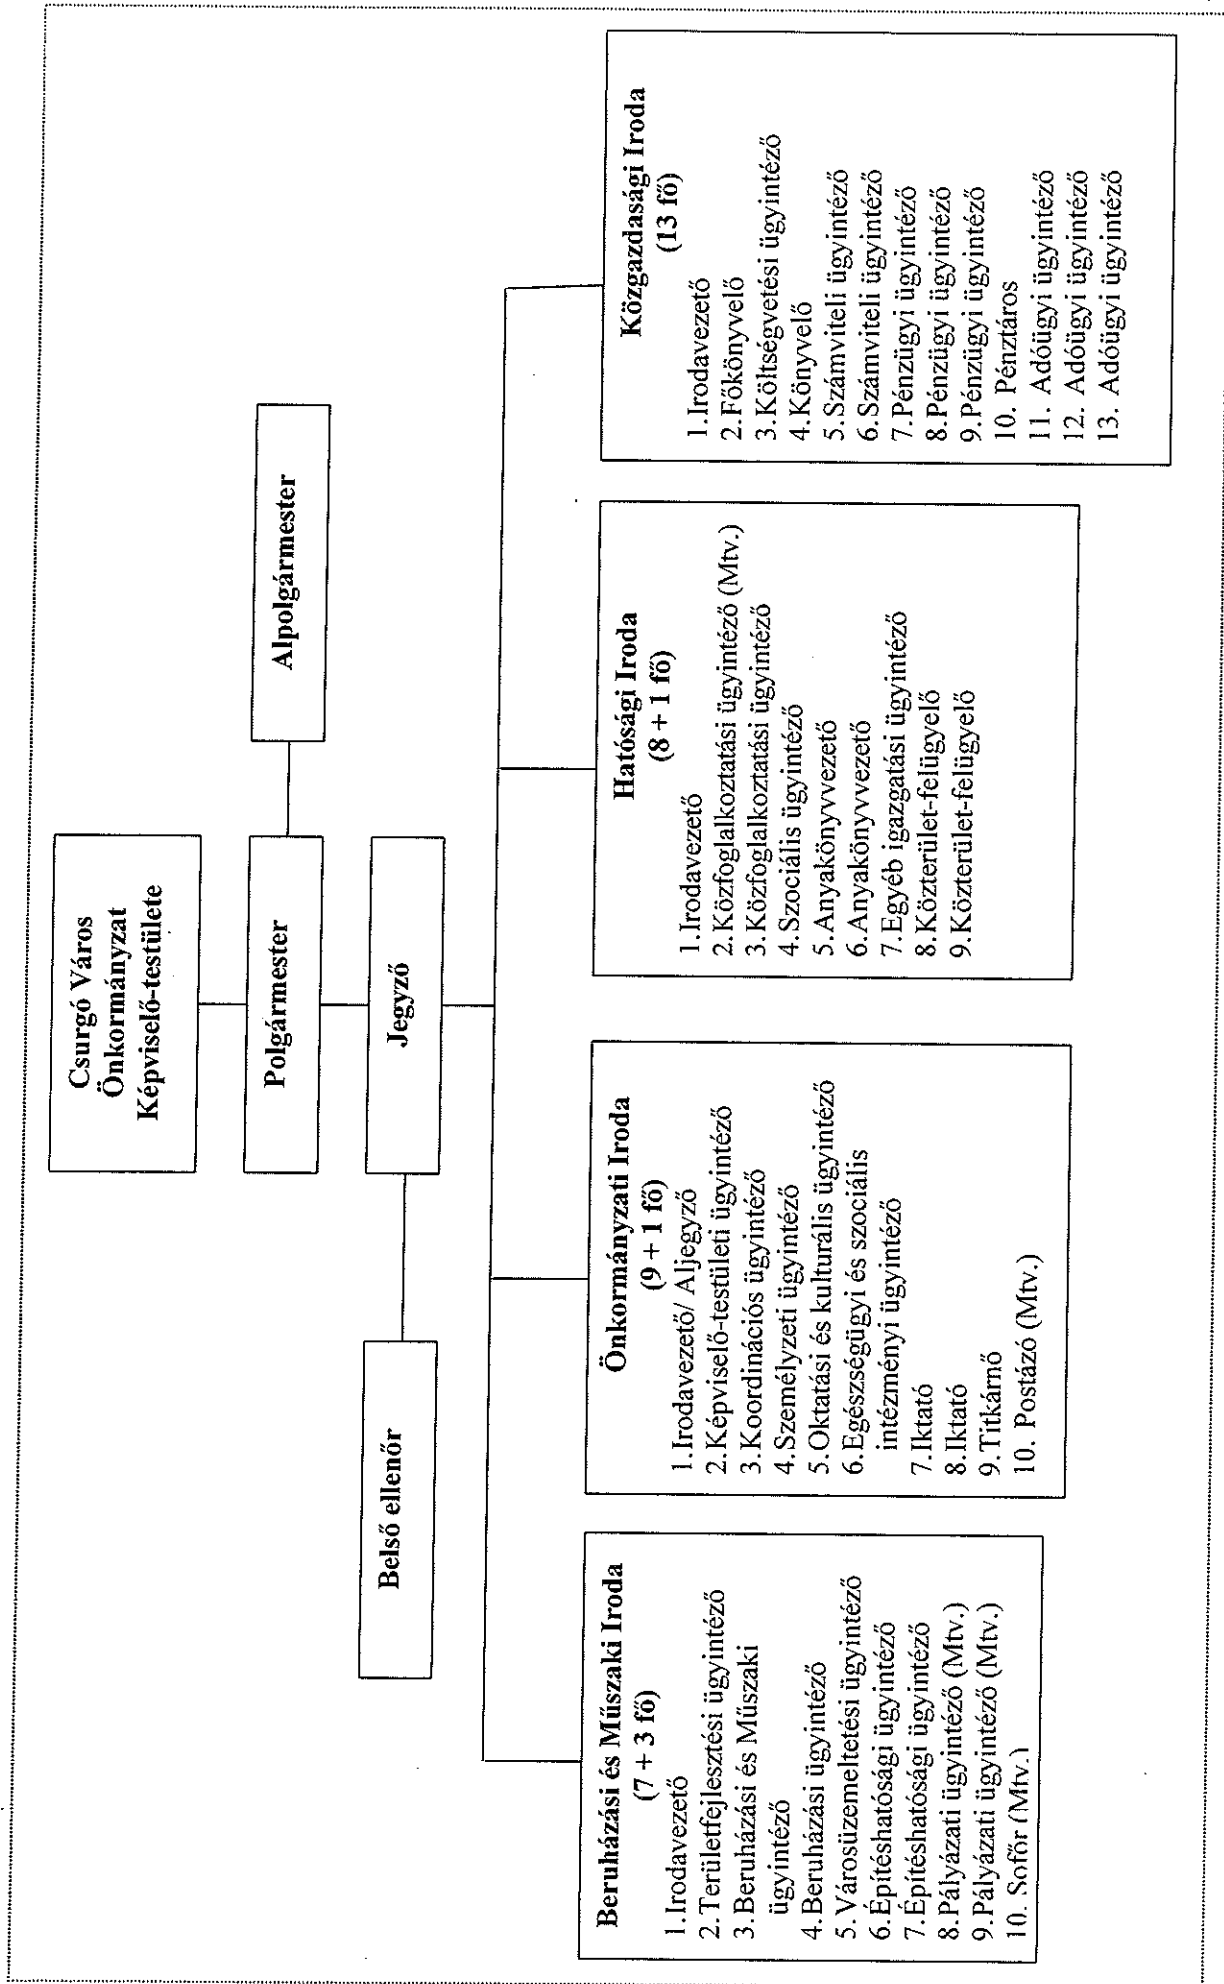 Csurgó Város
Önkormányzat
Képviselő-testülete
Polgármester
Alpolgármester
Jegyző
Belső ellenőr
Beruházási és Műszaki Iroda
(7 + 3 fő)
1.Irodavezető
2.Területfejlesztési ügyintéző
3.Beruházási és Műszaki
ügyintéző
4.Beruházási ügyintéző
5.Városüzemeltetési ügyintéző
6.Építéshatósági ügyintéző
7.Építéshatósági ügyintéző
8.Pályázati ügyintéző (Mtv.)
9.Pályázati ügyintéző (Mtv.)
10. Sofőr (Mtv.)
Önkormányzati Iroda
(9 + 1 fő)
1.Irodavezető/ Aljegyző
2.Képviselő-testületi ügyintéző
3.Koordinációs ügyintéző
4.Személyzeti ügyintéző
5.Oktatási és kulturális ügyintéző
6.Egészségügyi és szociális
intézményi ügyintéző
7.Iktató
8.Iktató
9.Titkárnő
10. Postázó (Mtv.)
Hatósági Iroda
(8 + 1 fő)
1.Irodavezető
2.Közfoglalkoztatási ügyintéző (Mtv.)
3.Közfoglalkoztatási ügyintéző
4.Szociális ügyintéző
5.Anyakönyvvezető
6.Anyakönyvvezető
7.Egyéb igazgatási ügyintéző
8.Közterület-felügyelő
9.Közterület-felügyelő
Közgazdasági Iroda
(13 fő)
1.Irodavezető
2.Főkönyvelő
3.Költségvetési ügyintéző
4.Könyvelő
5.Számviteli ügyintéző
6.Számviteli ügyintéző
7.Pénzügyi ügyintéző
8.Pénzügyi ügyintéző
9.Pénzügyi ügyintéző
10. Pénztáros
11. Adóügyi ügyintéző
12. Adóügyi ügyintéző
13. Adóügyi ügyintéző